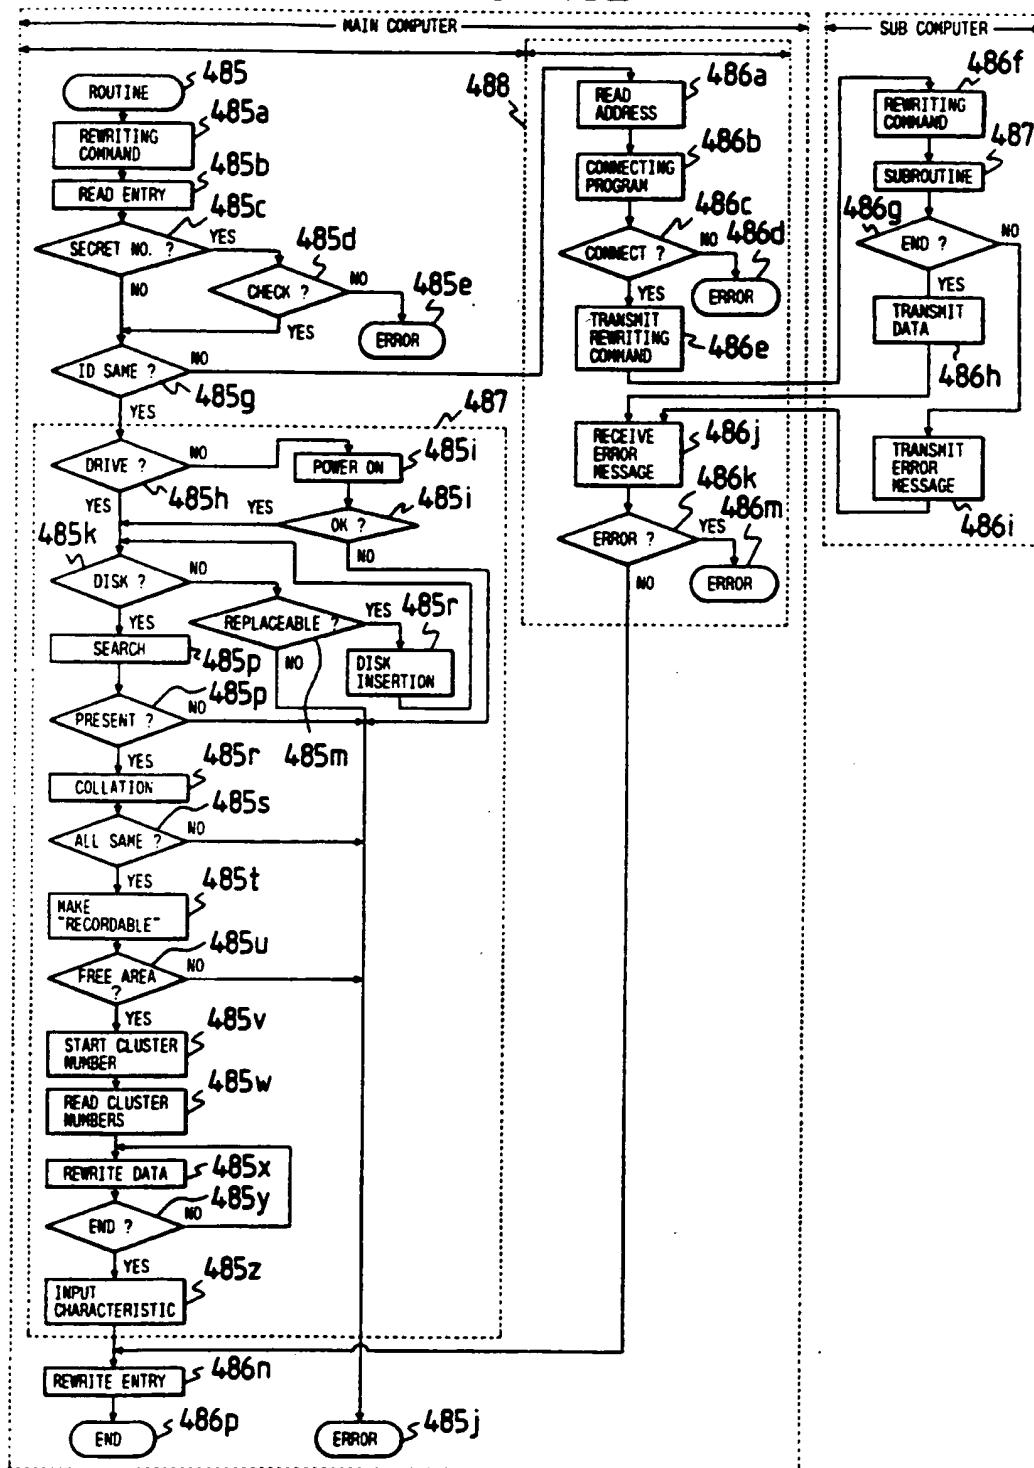 MAIN COMPUTER
SUB COMPUTER
485
ROUTINE
485a
REWRITING
COMMAND
485b
READ ENTRY
485c
SECRET NO. ?
YES
NO
485d
CHECK ?
NO
YES
485e
ERROR
ID SAME ?
NO
YES
485g
488
486a
READ
ADDRESS
486b
CONNECTING
PROGRAM
486c
CONNECT ?
NO
YES
486d
ERROR
TRANSMIT
REWRITING
COMMAND
486e
486f
REWRITING
COMMAND
487
SUBROUTINE
486g
END ?
NO
YES
TRANSMIT
DATA
486h
TRANSMIT
ERROR
MESSAGE
486i
RECEIVE
ERROR
MESSAGE
486j
486k
ERROR ?
YES
NO
486m
ERROR
487
DRIVE ?
NO
YES
485h
485i
POWER ON
485i
OK ?
YES
NO
485k
DISK ?
NO
YES
REPLACEABLE ?
YES
NO
485m
485r
DISK
INSERTION
SEARCH
485p
485p
PRESENT ?
NO
YES
485r
COLLATION
485s
ALL SAME ?
NO
YES
485t
MAKE
"RECORDABLE"
485u
FREE AREA
?
NO
YES
485v
START CLUSTER
NUMBER
485w
READ CLUSTER
NUMBERS
REWRITE DATA
485x
485y
END ?
NO
YES
485z
INPUT
CHARACTERISTIC
REWRITE ENTRY
486n
END
486p
ERROR
485j